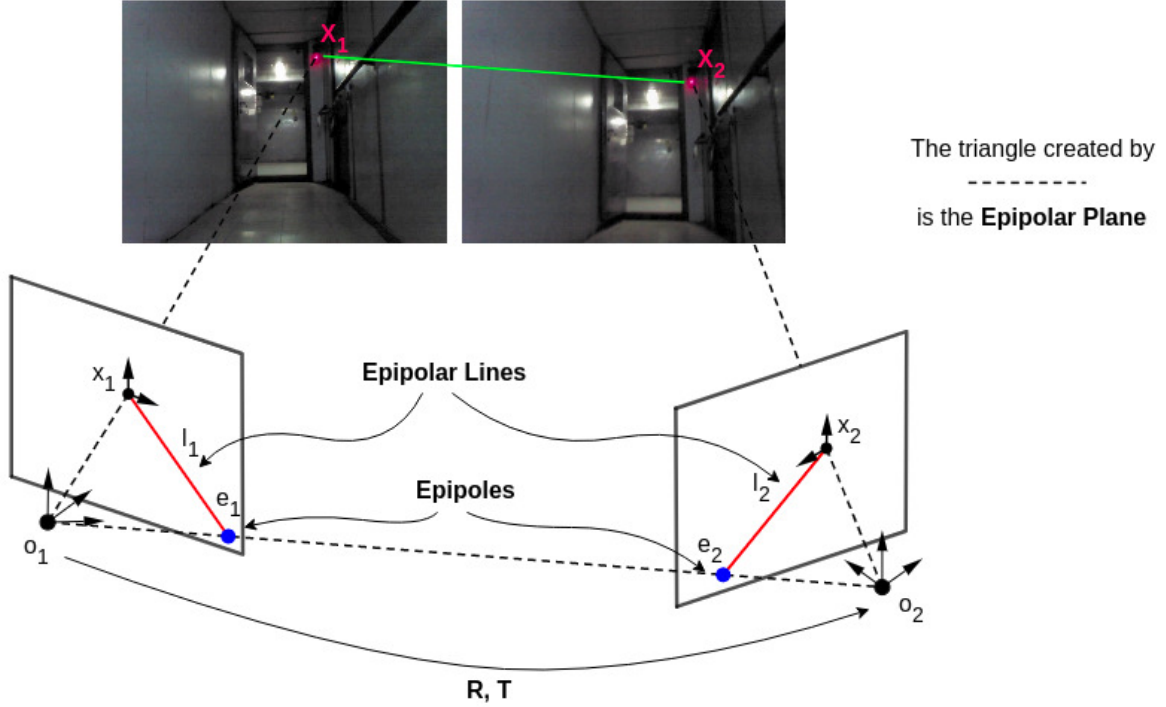 X1
X2
The triangle created by
is the Epipolar Plane
x1
Epipolar Lines
x2
l1
l2
Epipoles
e1
e2
o1
o2
R, T